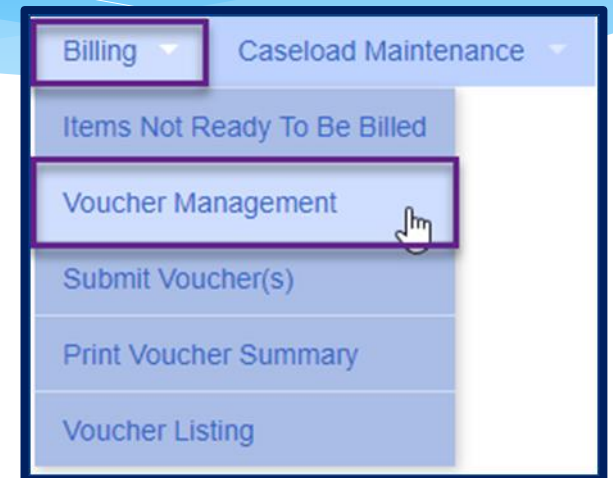 Billing Caseload Maintenance
Items Not Ready To Be Billed
Voucher Management
Submit Voucher(s)
Print Voucher Summary
Voucher Listing